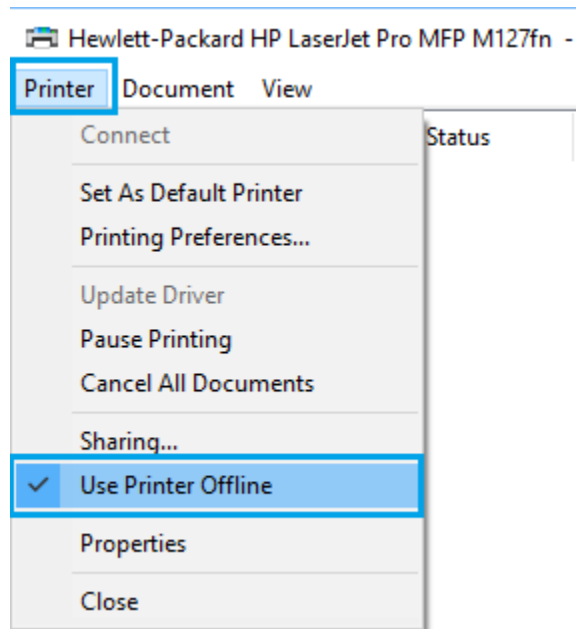 Hewlett-Packard HP LaserJet Pro MFP M127fn -
Printer Document View
Connect
Status
Set As Default Printer
Printing Preferences...
Update Driver
Pause Printing
Cancel All Documents
Sharing...
Use Printer Offline
Properties
Close